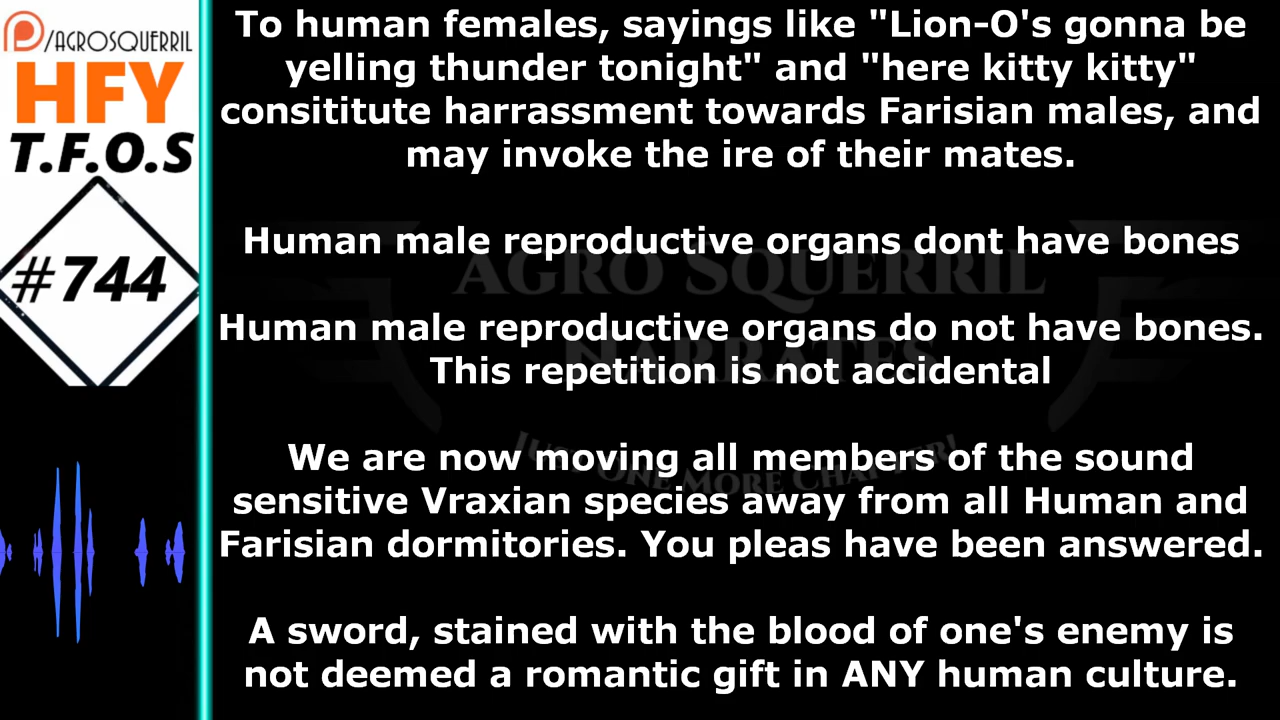 /AGROSQUERRIL
HFY
T.F.O.S
#744
To human females, sayings like "Lion-O's gonna be
yelling thunder tonight" and "here kitty kitty"
consititute harrassment towards Farisian males, and
may invoke the ire of their mates.
Human male reproductive organs dont have bones
Human male reproductive organs do not have bones.
This repetition is not accidental
We are now moving all members of the sound
sensitive Vraxian species away from all Human and
Farisian dormitories. You pleas have been answered.
A sword, stained with the blood of one's enemy is
not deemed a romantic gift in ANY human culture.
AGRO SQUERRIL
NARRATES
JUST ONE MORE CHAPTER!